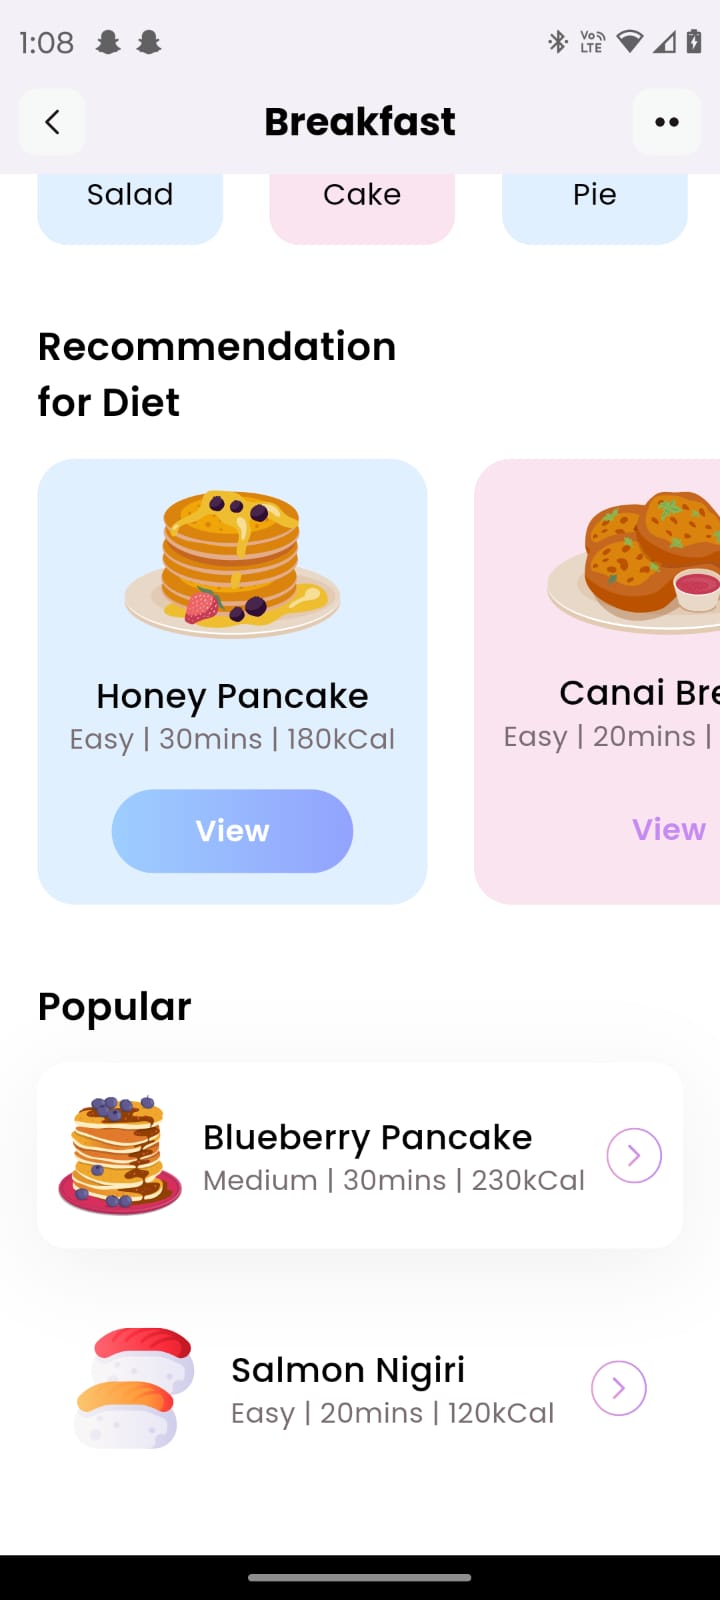 1:08
Vo)) LTE
Breakfast
Salad
Cake
Pie
Recommendation
for Diet
Honey Pancake
Easy | 30mins | 180kCal
View
Canai Bre
Easy | 20mins |
View
Popular
Blueberry Pancake
Medium | 30mins | 230kCal
Salmon Nigiri
Easy | 20mins | 120kCal